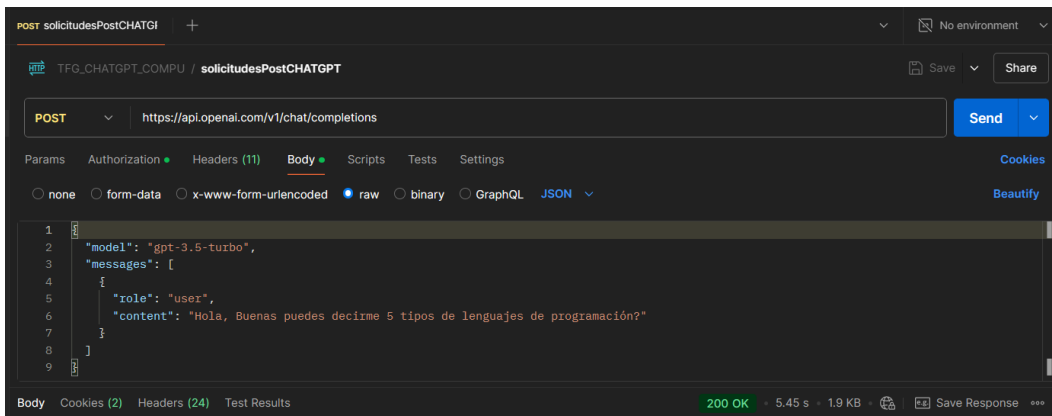 POST solicitudesPostCHATGI + No environment
HTTP TFG_CHATGPT_COMPU / solicitudesPostCHATGPT Save Share
POST https://api.openai.com/v1/chat/completions Send
Params Authorization Headers (11) Body Scripts Tests Settings Cookies
none form-data x-www-form-urlencoded raw binary GraphQL JSON Beautify
1 {
2 "model": "gpt-3.5-turbo",
3 "messages": [
4 {
5 "role": "user",
6 "content": "Hola, Buenas puedes decirme 5 tipos de lenguajes de programación?"
7 }
8 ]
9 }
Body Cookies (2) Headers (24) Test Results 200 OK • 5.45 s • 1.9 KB • e.g. Save Response